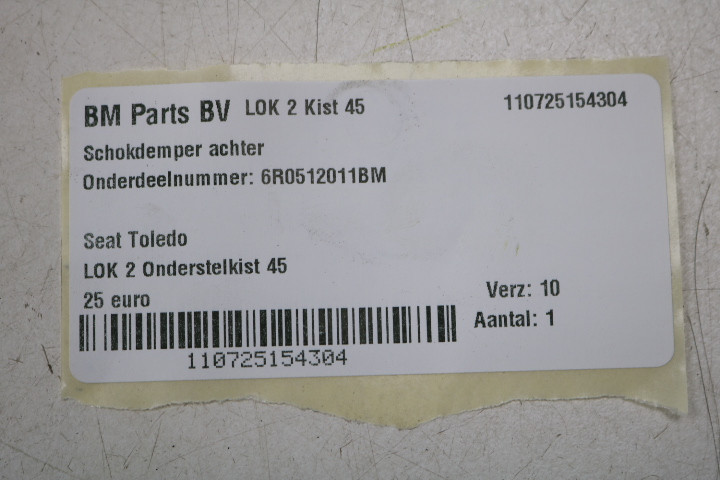 BM Parts BV LOK 2 Kist 45 110725154304
Schokdemper achter
Onderdeelnummer: 6R0512011BM
Seat Toledo
LOK 2 Onderstelkist 45
25 euro Verz: 10
Aantal: 1
110725154304